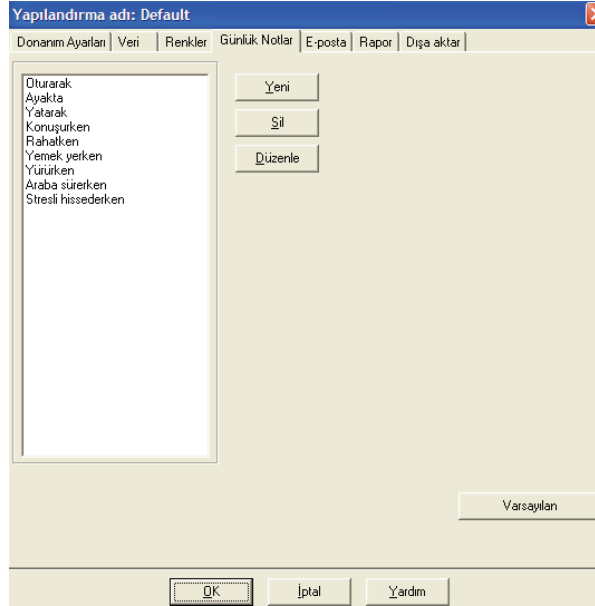 Yapılandırma adı: Default
Donanım Ayarları Veri Renkler Günlük Notlar E-posta Rapor Dışa aktar
Oturarak
Ayakta
Yatarak
Konuşurken
Rahatken
Yemek yerken
Yürürken
Araba sürerken
Stresli hissederken
Yeni
Sil
Düzenle
Varsayılan
OK İptal Yardım